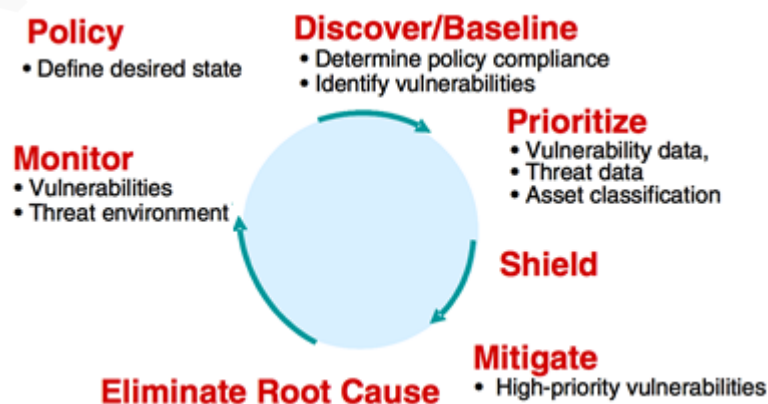 Policy
• Define desired state
Discover/Baseline
• Determine policy compliance
• Identify vulnerabilities
Prioritize
• Vulnerability data,
• Threat data
• Asset classification
Shield
Mitigate
• High-priority vulnerabilities
Eliminate Root Cause
Monitor
• Vulnerabilities
• Threat environment